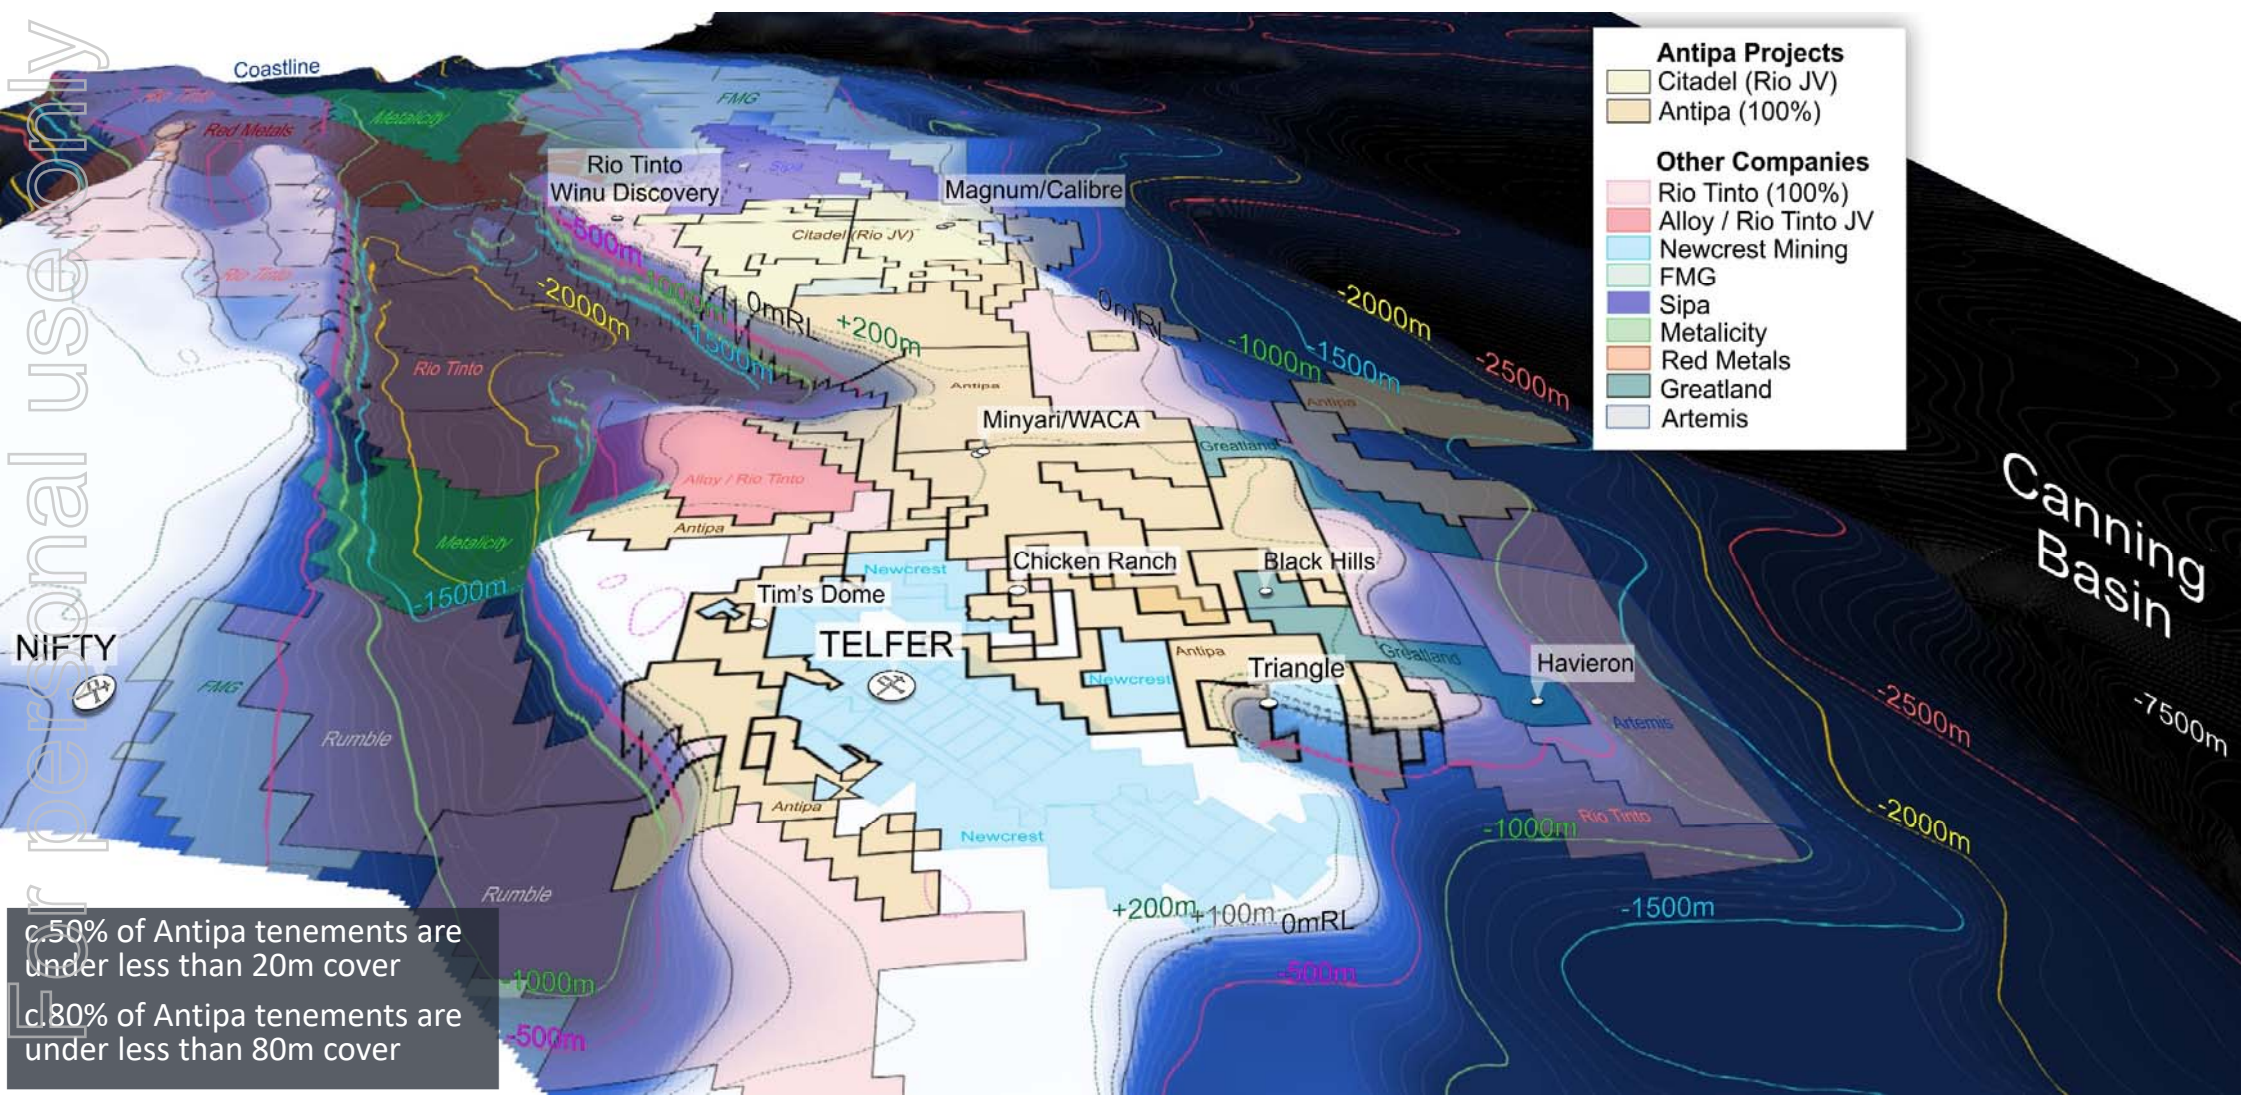 For personal use only
Coastline
Rio Tinto
Red Metals
Metalicity
FMG
Sipa
Rio Tinto
Winu Discovery
Magnum/Calibre
Citadel (Rio JV)
Rio Tinto
-500m
-1000m
-1500m
-2000m
0mRL
+200m
0mRL
-1000m
-1500m
-2000m
-2500m
Rio Tinto
Antipa
Antipa
Minyari/WACA
Greatland
Alloy / Rio Tinto
Antipa
Metalicity
-1500m
Newcrest
Chicken Ranch
Black Hills
Tim's Dome
NIFTY
TELFER
Antipa
Greatland
Havieron
Triangle
Newcrest
FMG
Rumble
Artemis
-2500m
-7500m
Antipa
Newcrest
-1000m
Rio Tinto
-2000m
Rumble
+200m
+100m
0mRL
-1500m
-500m
-1000m
-500m
Canning
Basin
Antipa Projects
Citadel (Rio JV)
Antipa (100%)
Other Companies
Rio Tinto (100%)
Alloy / Rio Tinto JV
Newcrest Mining
FMG
Sipa
Metalicity
Red Metals
Greatland
Artemis
c.50% of Antipa tenements are
under less than 20m cover
c.80% of Antipa tenements are
under less than 80m cover